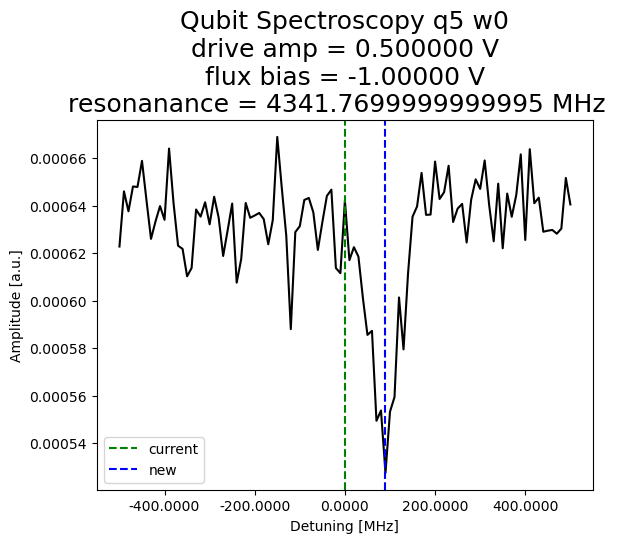 Qubit Spectroscopy q5 w0
drive amp = 0.500000 V
flux bias = -1.00000 V
resonanance = 4341.7699999999995 MHz
Amplitude [a.u.]
0.00066
0.00064
0.00062
0.00060
0.00058
0.00056
0.00054
current
new
-400.0000 -200.0000 0.0000 200.0000 400.0000
Detuning [MHz]